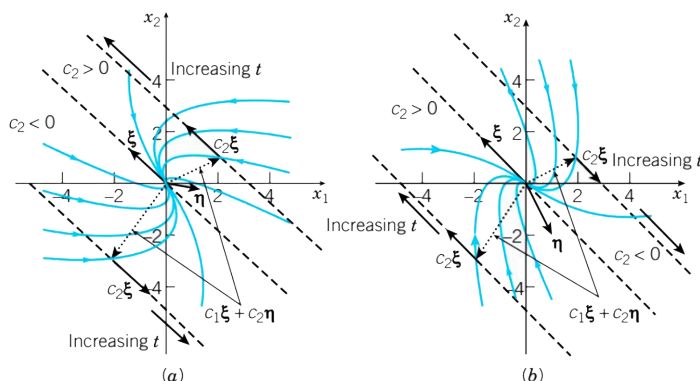 x₂
c₂ > 0
Increasing t
4
c₂ < 0
2
ξ
c₂ξ
−4
−2
2
4
x₁
η
−2
c₂ξ
−4
c₁ξ + c₂η
Increasing t
(a)
x₂
4
c₂ > 0
2
ξ
c₂ξ
Increasing t
−4
−2
2
4
x₁
Increasing t
−2
η
c₂ < 0
c₂ξ
−4
c₁ξ + c₂η
(b)